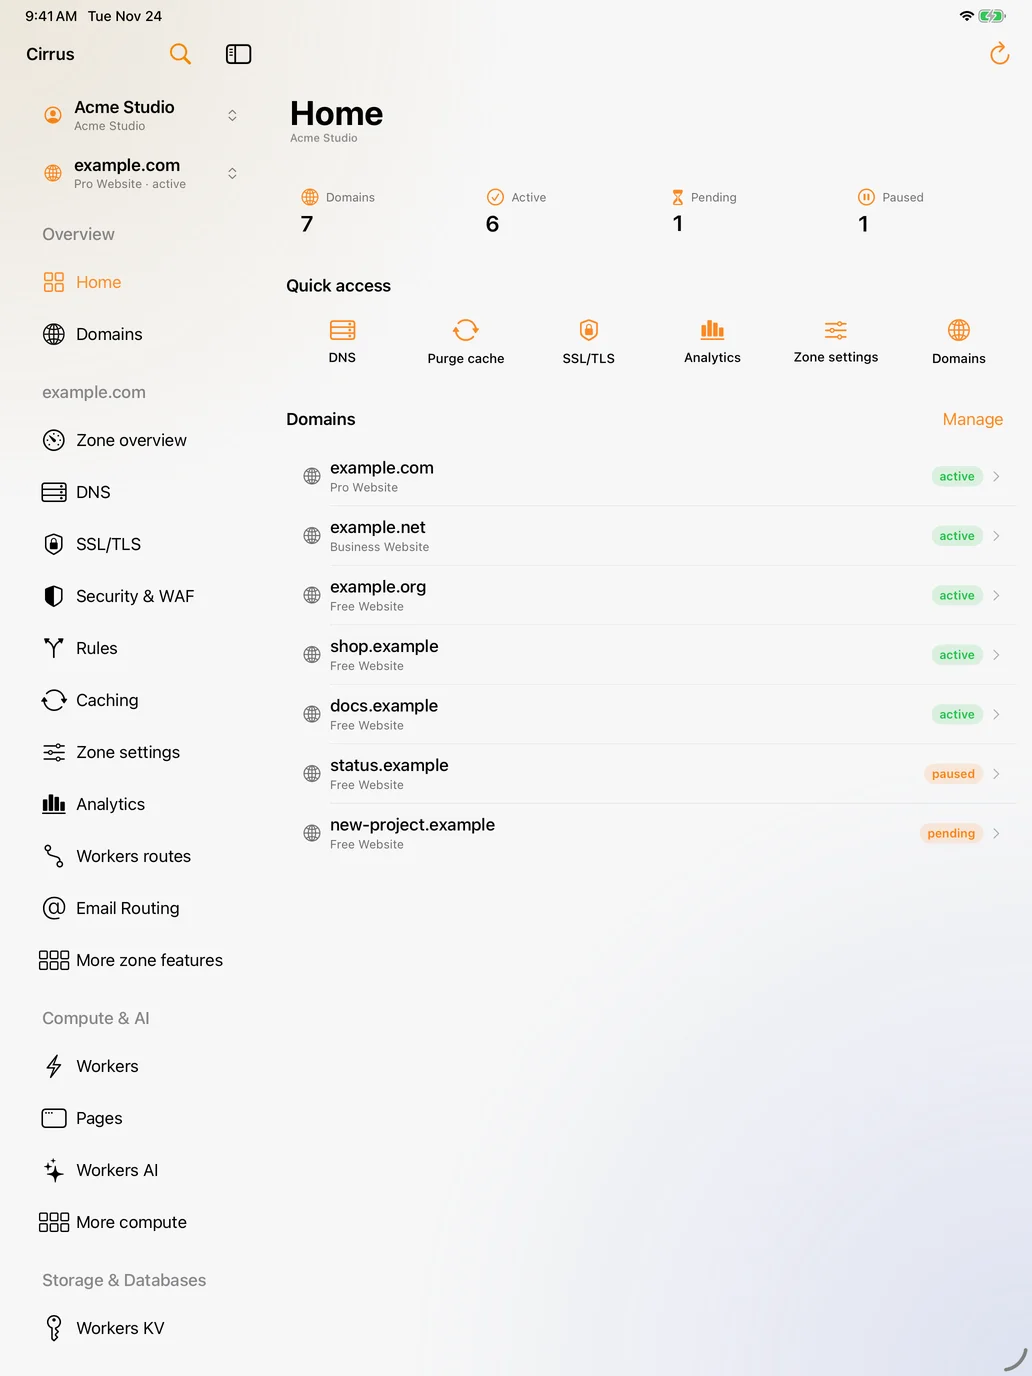 9:41 AM Tue Nov 24
Cirrus
Acme Studio
Acme Studio
example.com
Pro Website · active
Overview
Home
Domains
example.com
Zone overview
DNS
SSL/TLS
Security & WAF
Rules
Caching
Zone settings
Analytics
Workers routes
Email Routing
More zone features
Compute & AI
Workers
Pages
Workers AI
More compute
Storage & Databases
Workers KV
Home
Acme Studio
Domains
7
Active
6
Pending
1
Paused
1
Quick access
DNS
Purge cache
SSL/TLS
Analytics
Zone settings
Domains
Domains
Manage
example.com
Pro Website
active
example.net
Business Website
active
example.org
Free Website
active
shop.example
Free Website
active
docs.example
Free Website
active
status.example
Free Website
paused
new-project.example
Free Website
pending